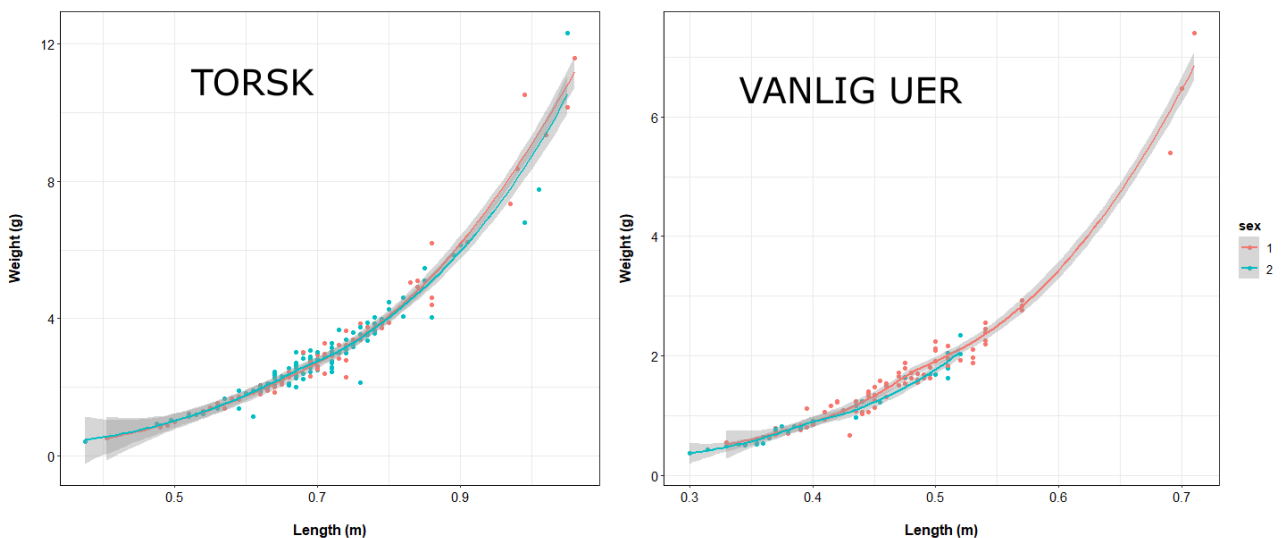 TORSK
12
8
4
0
Weight (g)
0.5 0.7 0.9
Length (m)
VANLIG UER
6
4
2
0
Weight (g)
0.3 0.4 0.5 0.6 0.7
Length (m)
sex
1
2